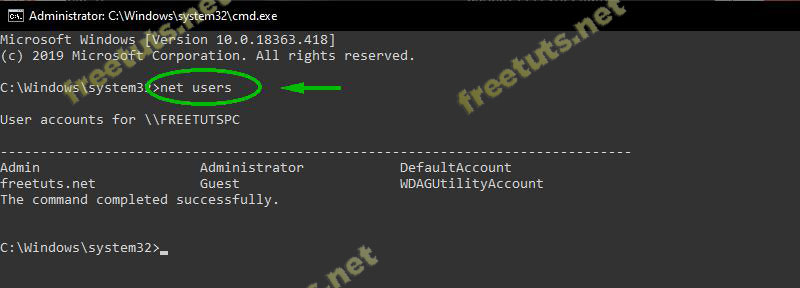 Administrator: C:\Windows\system32\cmd.exe
Microsoft Windows [Version 10.0.18363.418]
(c) 2019 Microsoft Corporation. All rights reserved.
C:\Windows\system32>net users
User accounts for \\FREETUTSPC
-------------------------------------------------------------------------------
Admin                    Administrator            DefaultAccount
freetuts.net             Guest                    WDAGUtilityAccount
The command completed successfully.
C:\Windows\system32>_
freetuts.net
freetuts.net
freetuts.net